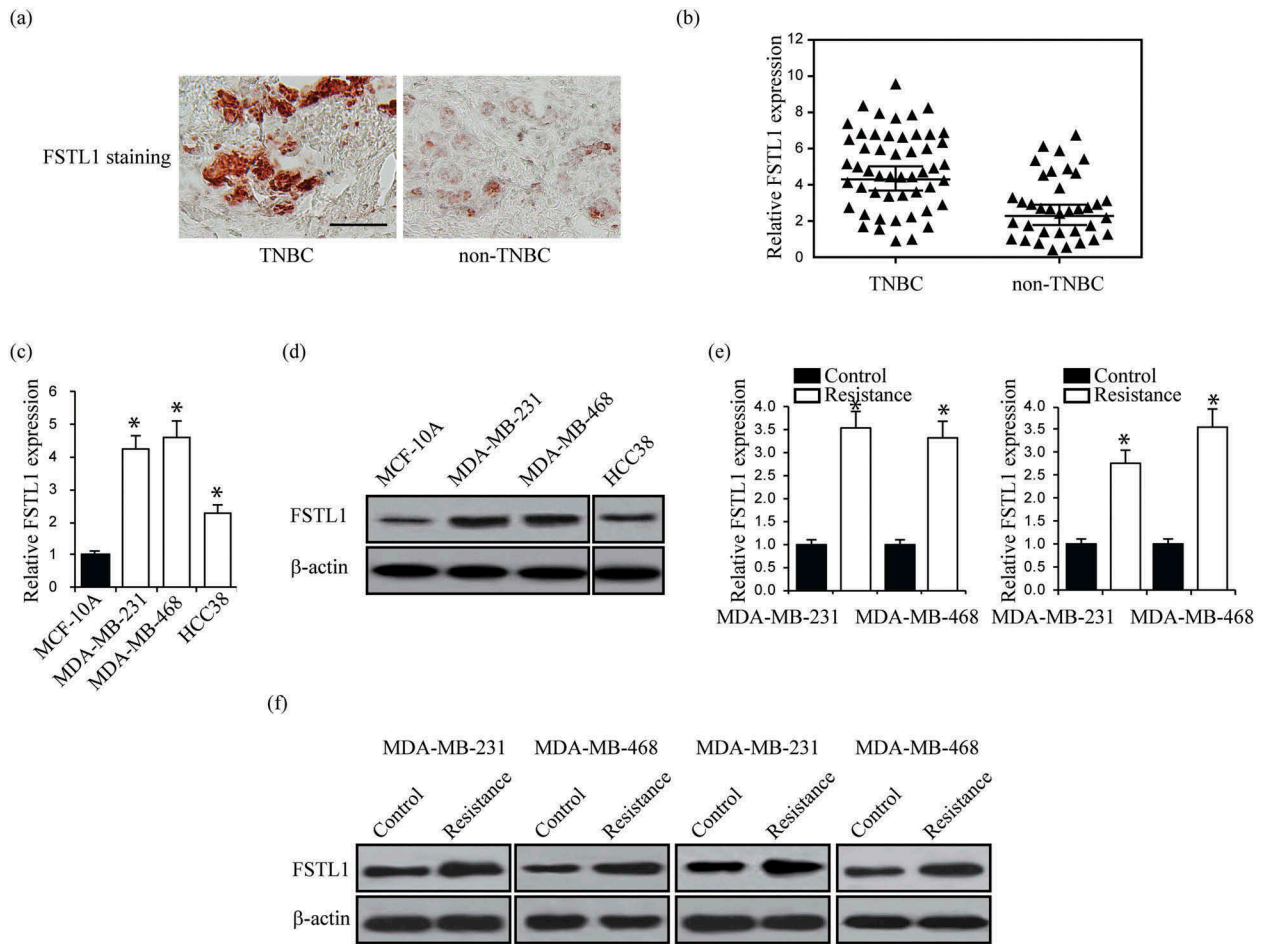 (a)
FSTL1 staining
TNBC
non-TNBC
(b)
Relative FSTL1 expression
12
10
8
6
4
2
0
TNBC
non-TNBC
(c)
Relative FSTL1 expression
6
5
4
3
2
1
0
*
*
*
MCF-10A
MDA-MB-231
MDA-MB-468
HCC38
(d)
MCF-10A
MDA-MB-231
MDA-MB-468
HCC38
FSTL1
β-actin
(e)
Control
Resistance
Relative FSTL1 expression
4.0
3.5
3.0
2.5
2.0
1.5
1.0
0.5
0.0
*
*
MDA-MB-231
MDA-MB-468
Control
Resistance
Relative FSTL1 expression
4.0
3.5
3.0
2.5
2.0
1.5
1.0
0.5
0.0
*
*
MDA-MB-231
MDA-MB-468
(f)
MDA-MB-231
MDA-MB-468
MDA-MB-231
MDA-MB-468
Control
Resistance
Control
Resistance
Control
Resistance
Control
Resistance
FSTL1
β-actin